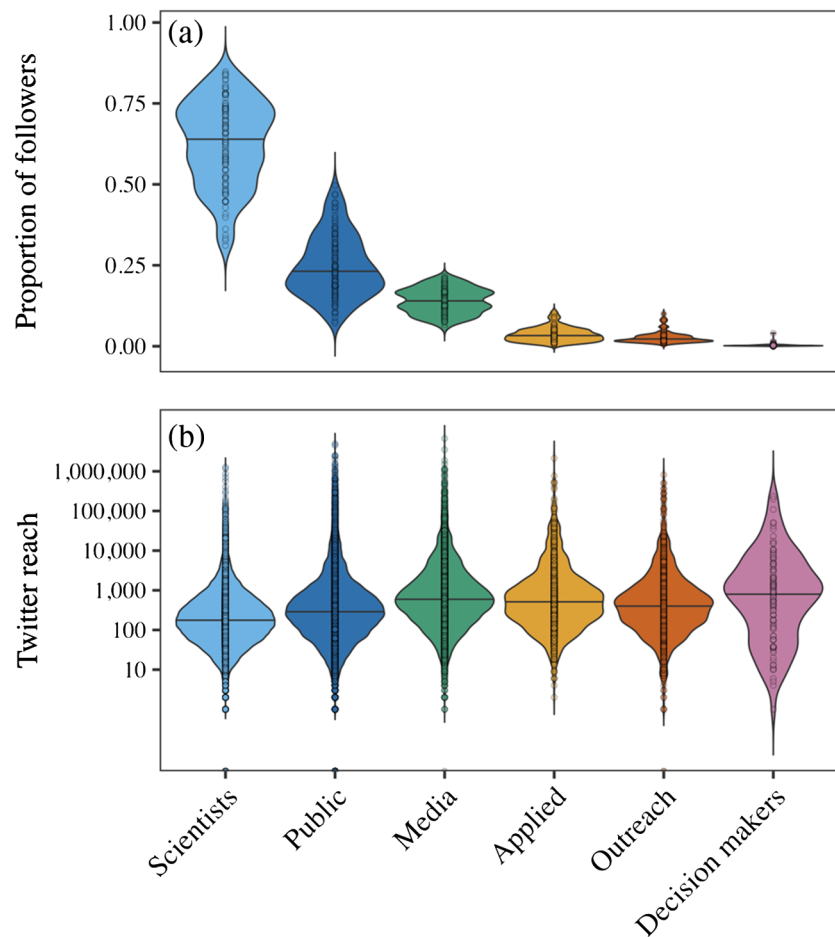 (a)
1.00
0.75
0.50
0.25
0.00
Proportion of followers
(b)
1,000,000
100,000
10,000
1,000
100
10
Twitter reach
Scientists
Public
Media
Applied
Outreach
Decision makers